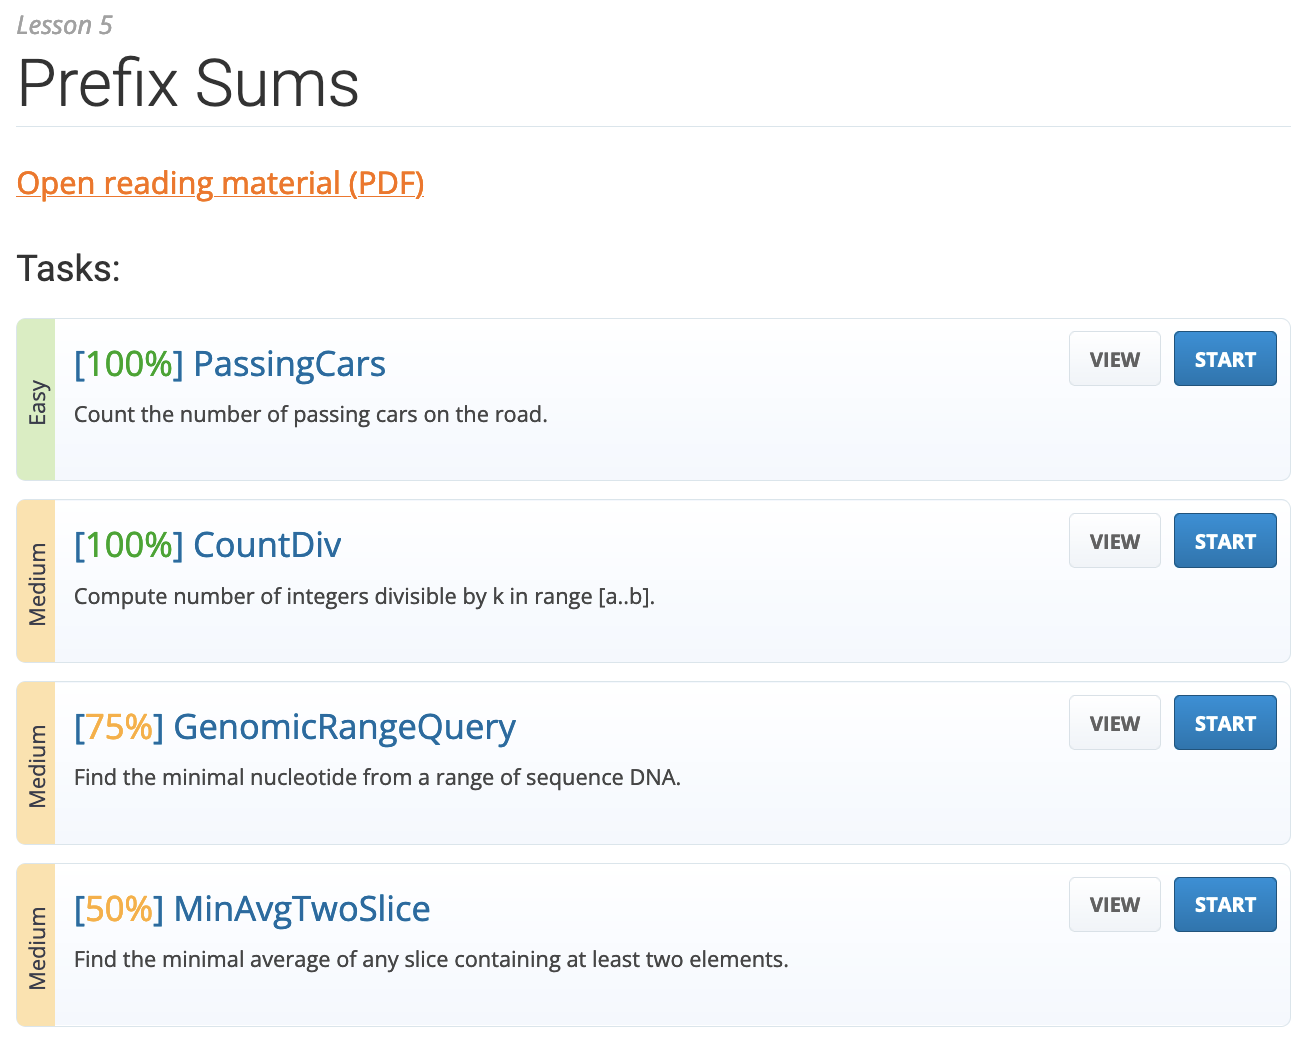 Lesson 5
Prefix Sums
Open reading material (PDF)
Tasks:
Easy
[100%] PassingCars
VIEW
START
Count the number of passing cars on the road.
Medium
[100%] CountDiv
VIEW
START
Compute number of integers divisible by k in range [a..b].
Medium
[75%] GenomicRangeQuery
VIEW
START
Find the minimal nucleotide from a range of sequence DNA.
Medium
[50%] MinAvgTwoSlice
VIEW
START
Find the minimal average of any slice containing at least two elements.